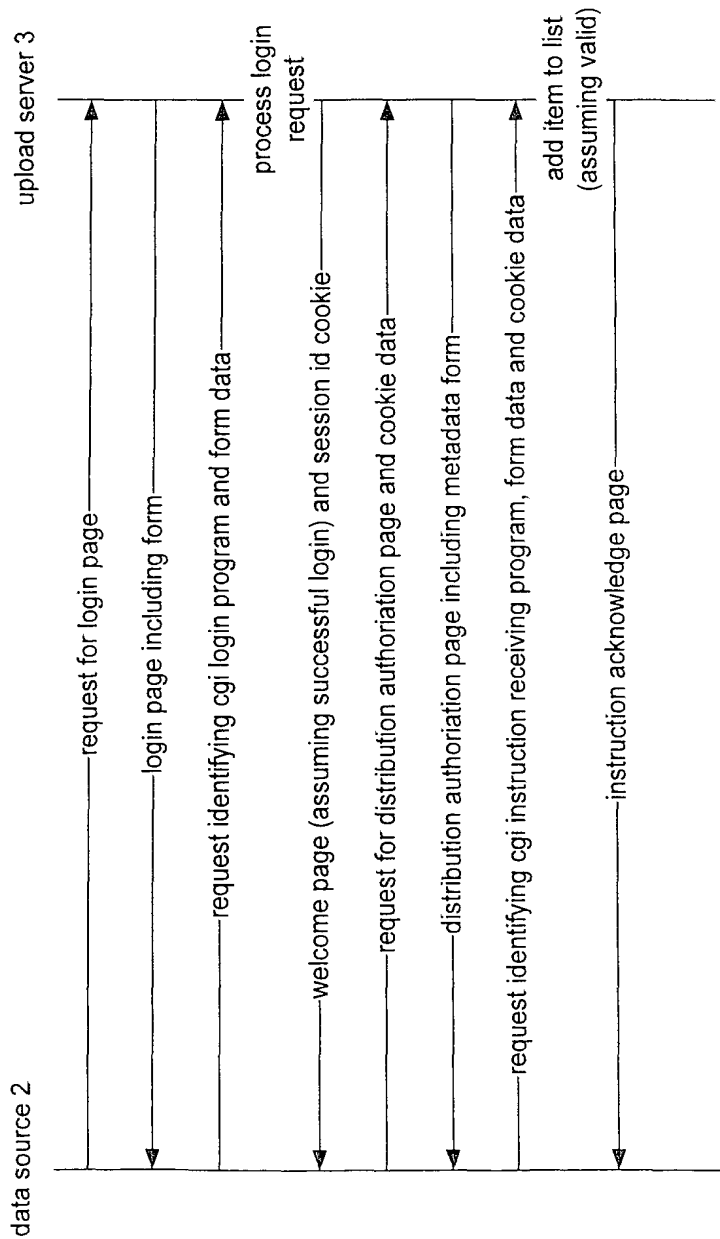 data source 2
upload server 3
request for login page
login page including form
request identifying cgi login program and form data
process login
request
welcome page (assuming successful login) and session id cookie
request for distribution authoriation page and cookie data
distribution authoriation page including metadata form
request identifying cgi instruction receiving program, form data and cookie data
add item to list
(assuming valid)
instruction acknowledge page